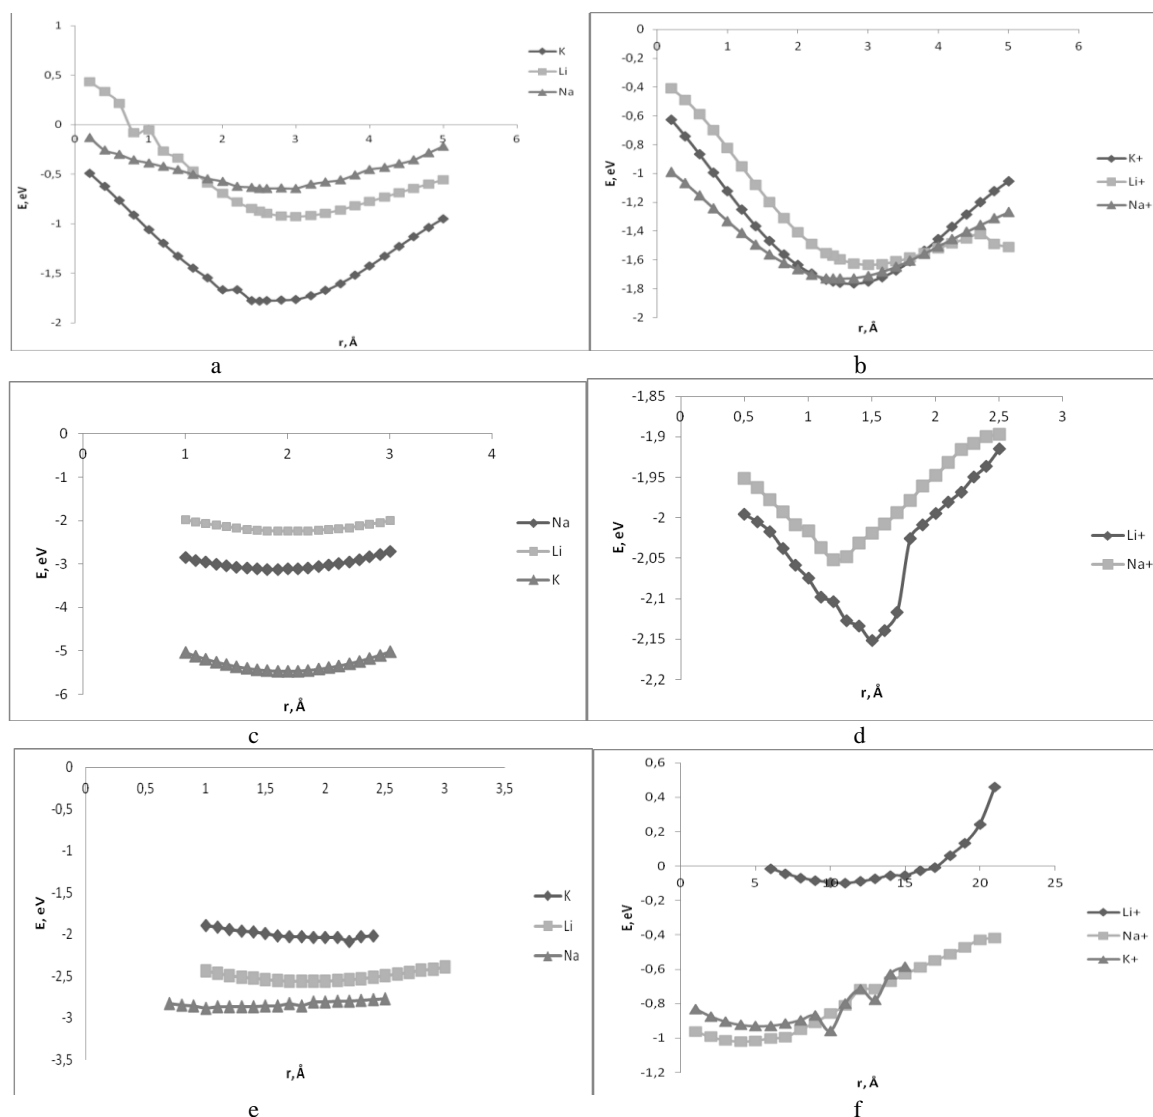 1
0,5
0
0 1 2 3 4 5 6
-0,5
-1
-1,5
-2
E, eV
r, Å
K
Li
Na
a
0
0 1 2 3 4 5 6
-0,2
-0,4
-0,6
-0,8
-1
-1,2
-1,4
-1,6
-1,8
-2
E, eV
r, Å
K+
Li+
Na+
b
0
0 1 2 3 4
-1
-2
-3
-4
-5
-6
E, eV
r, Å
Na
Li
K
c
-1,85
0 0,5 1 1,5 2 2,5 3
-1,9
-1,95
-2
-2,05
-2,1
-2,15
-2,2
E, eV
r, Å
Li+
Na+
d
0
0 0,5 1 1,5 2 2,5 3 3,5
-0,5
-1
-1,5
-2
-2,5
-3
-3,5
E, eV
r, Å
K
Li
Na
e
0,6
0,4
0,2
0
0 5 10 15 20 25
-0,2
-0,4
-0,6
-0,8
-1
-1,2
E, eV
r, Å
Li+
Na+
K+
f